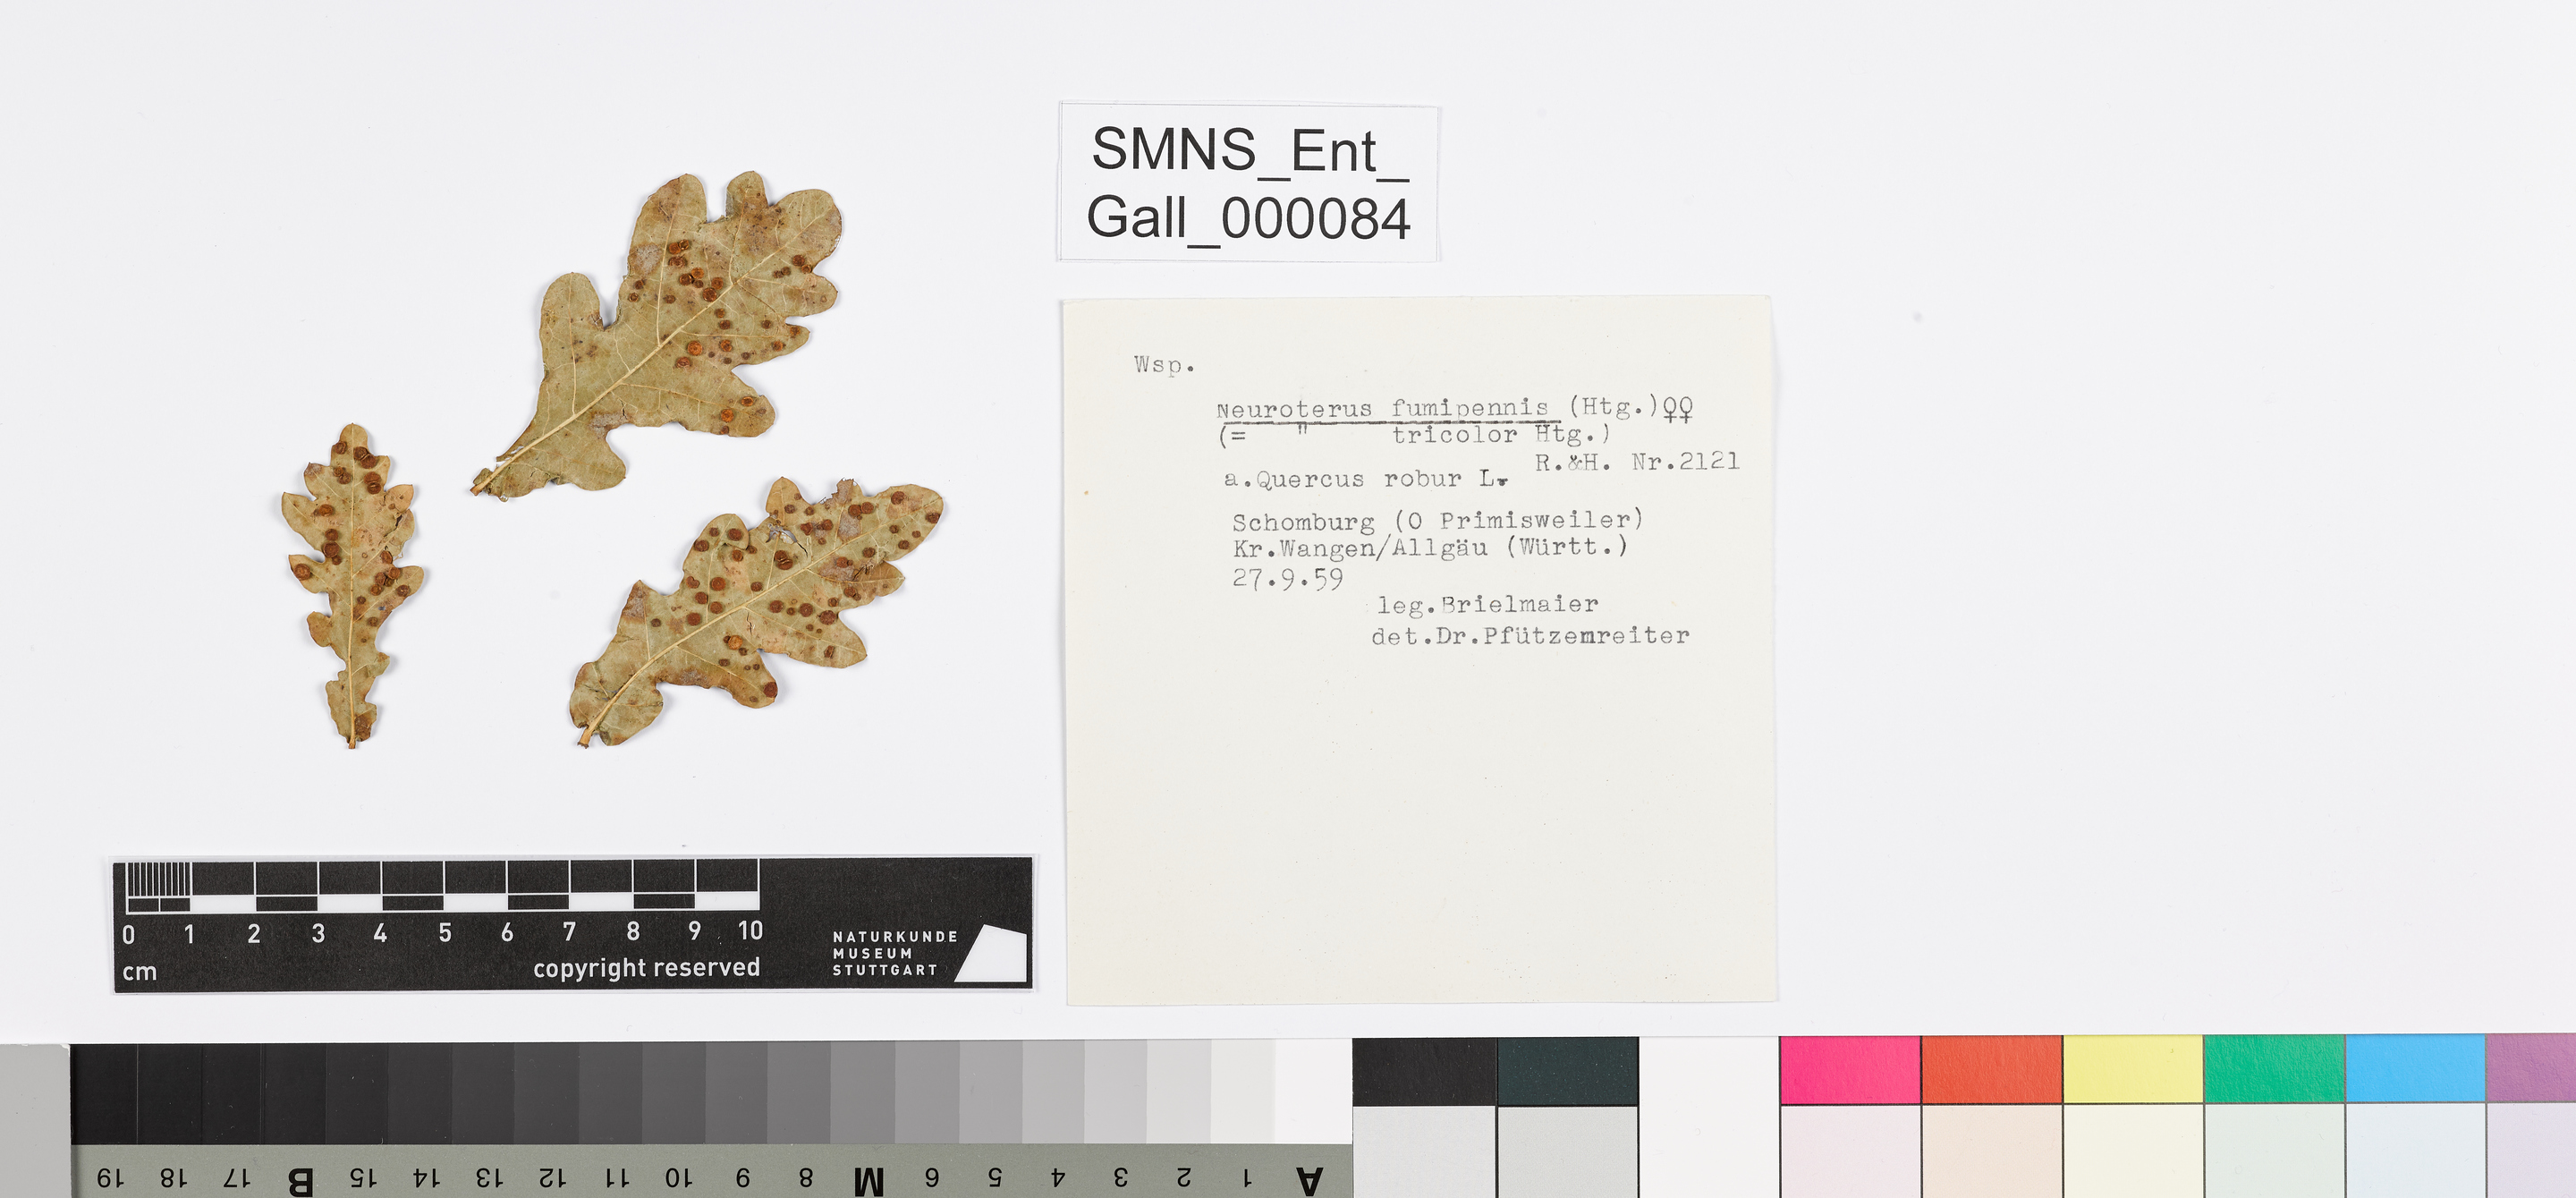 SMNS_Ent_
Gall_000084
Wsp.
Neuroterus fumipennis (Htg.)♀♀
(= " tricolor Htg.)
R.&H. Nr.2121
a.Quercus robur L.
Schomburg (O Primisweiler)
Kr.Wangen/Allgäu (Württ.)
27.9.59
leg.Brielmaier
det.Dr.Pfützenreiter
0 1 2 3 4 5 6 7 8 9 10
cm
copyright reserved
NATURKUNDE
MUSEUM
STUTTGART
19 18 17 B 15 14 13 12 11 10 9 8 M 6 5 4 3 2 1 A